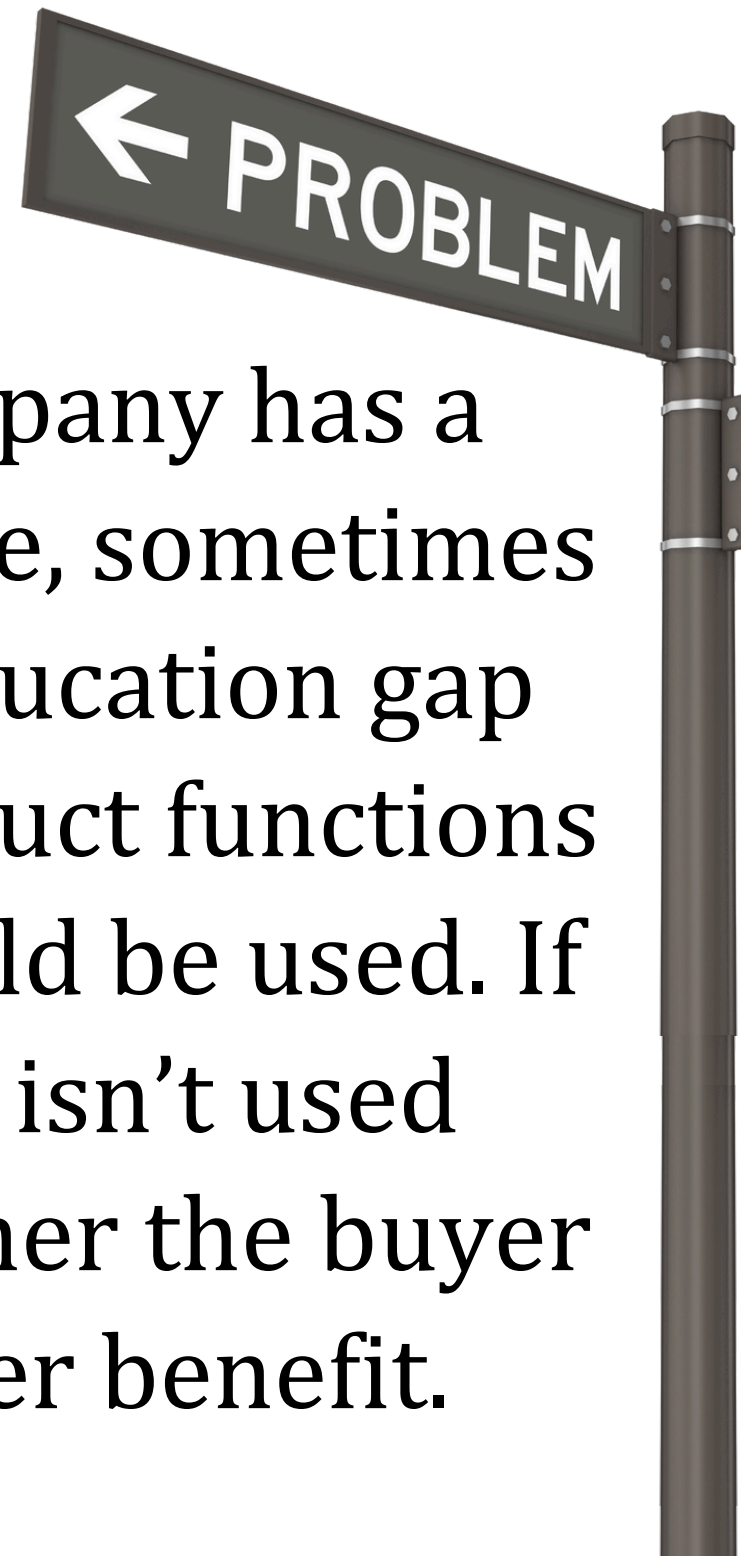 ← PROBLEM
pany has a
e, sometimes
ucation gap
uct functions
ld be used. If
isn’t used
her the buyer
er benefit.